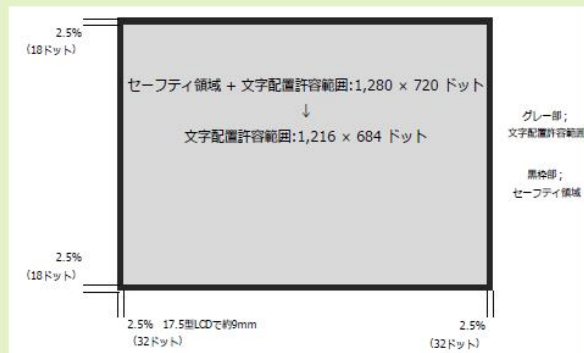 2.5%
(18ドット)
セーフティ領域 + 文字配置許容範囲:1,280 × 720 ドット
↓
文字配置許容範囲:1,216 × 684 ドット
グレー部；
文字配置許容範囲
黒枠部；
セーフティ領域
2.5%
(18ドット)
2.5% 17.5型LCDで約9mm
(32ドット)
2.5%
(32ドット)